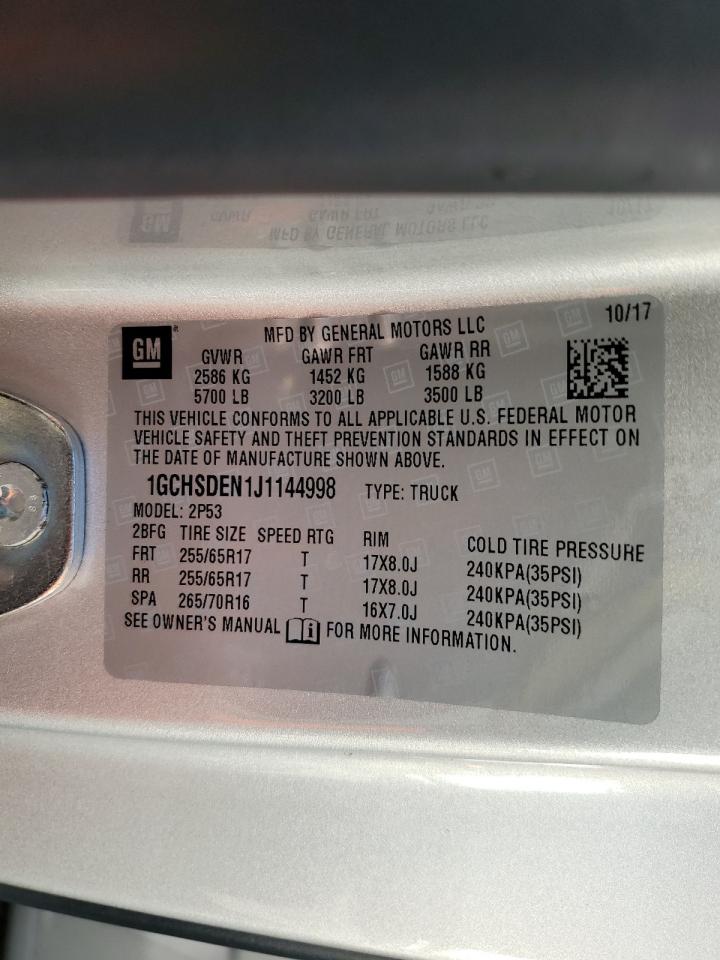 GM
MFD BY GENERAL MOTORS LLC
10/17
GVWR GAWR FRT GAWR RR
2586 KG 1452 KG 1588 KG
5700 LB 3200 LB 3500 LB
THIS VEHICLE CONFORMS TO ALL APPLICABLE U.S. FEDERAL MOTOR
VEHICLE SAFETY AND THEFT PREVENTION STANDARDS IN EFFECT ON
THE DATE OF MANUFACTURE SHOWN ABOVE.
1GCHSDEN1J1144998 TYPE: TRUCK
MODEL: 2P53
2BFG TIRE SIZE SPEED RTG RIM COLD TIRE PRESSURE
FRT 255/65R17 T 17X8.0J 240KPA(35PSI)
RR 255/65R17 T 17X8.0J 240KPA(35PSI)
SPA 265/70R16 T 16X7.0J 240KPA(35PSI)
SEE OWNER'S MANUAL FOR MORE INFORMATION.